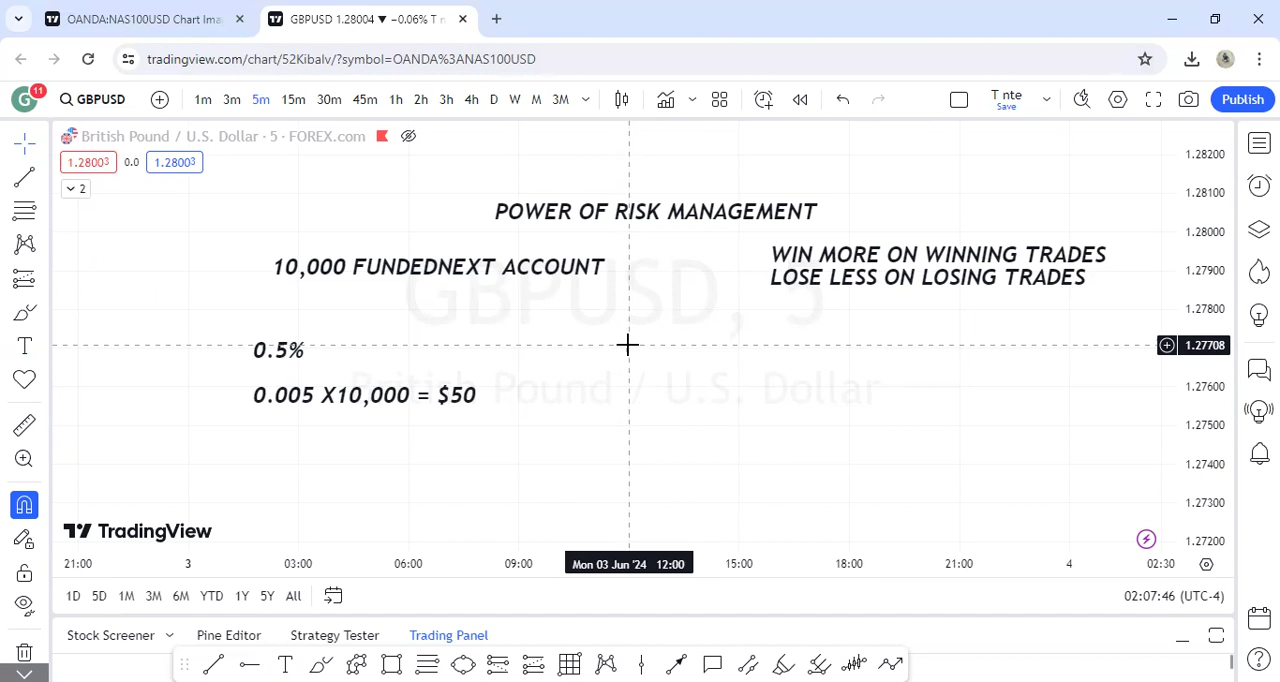 OANDA:NAS100USD Chart Ima
GBPUSD 1.28004 ▼ −0.06% T n
tradingview.com/chart/52Kibalv/?symbol=OANDA%3ANAS100USD
G 11 GBPUSD 1m 3m 5m 15m 30m 45m 1h 2h 3h 4h D W M 3M T nte Save Publish
British Pound / U.S. Dollar · 5 · FOREX.com
1.28003 0.0 1.28003
2
POWER OF RISK MANAGEMENT
10,000 FUNDEDNEXT ACCOUNT
WIN MORE ON WINNING TRADES
LOSE LESS ON LOSING TRADES
GBPUSD, 5
British Pound / U.S. Dollar
0.5%
0.005 X10,000 = $50
1.28200
1.28100
1.28000
1.27900
1.27800
1.27708
1.27600
1.27500
1.27400
1.27300
1.27200
TradingView
21:00 3 03:00 06:00 09:00 Mon 03 Jun '24 12:00 15:00 18:00 21:00 4 02:30
1D 5D 1M 3M 6M YTD 1Y 5Y All 02:07:46 (UTC-4)
Stock Screener Pine Editor Strategy Tester Trading Panel